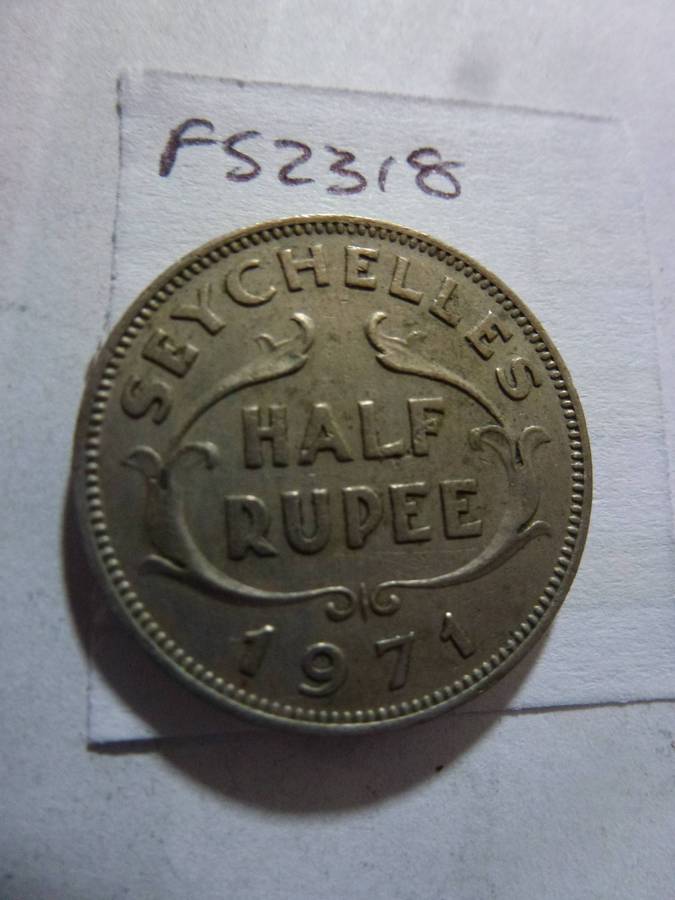 FS2318
SEYCHELLES
HALF
RUPEE
1971